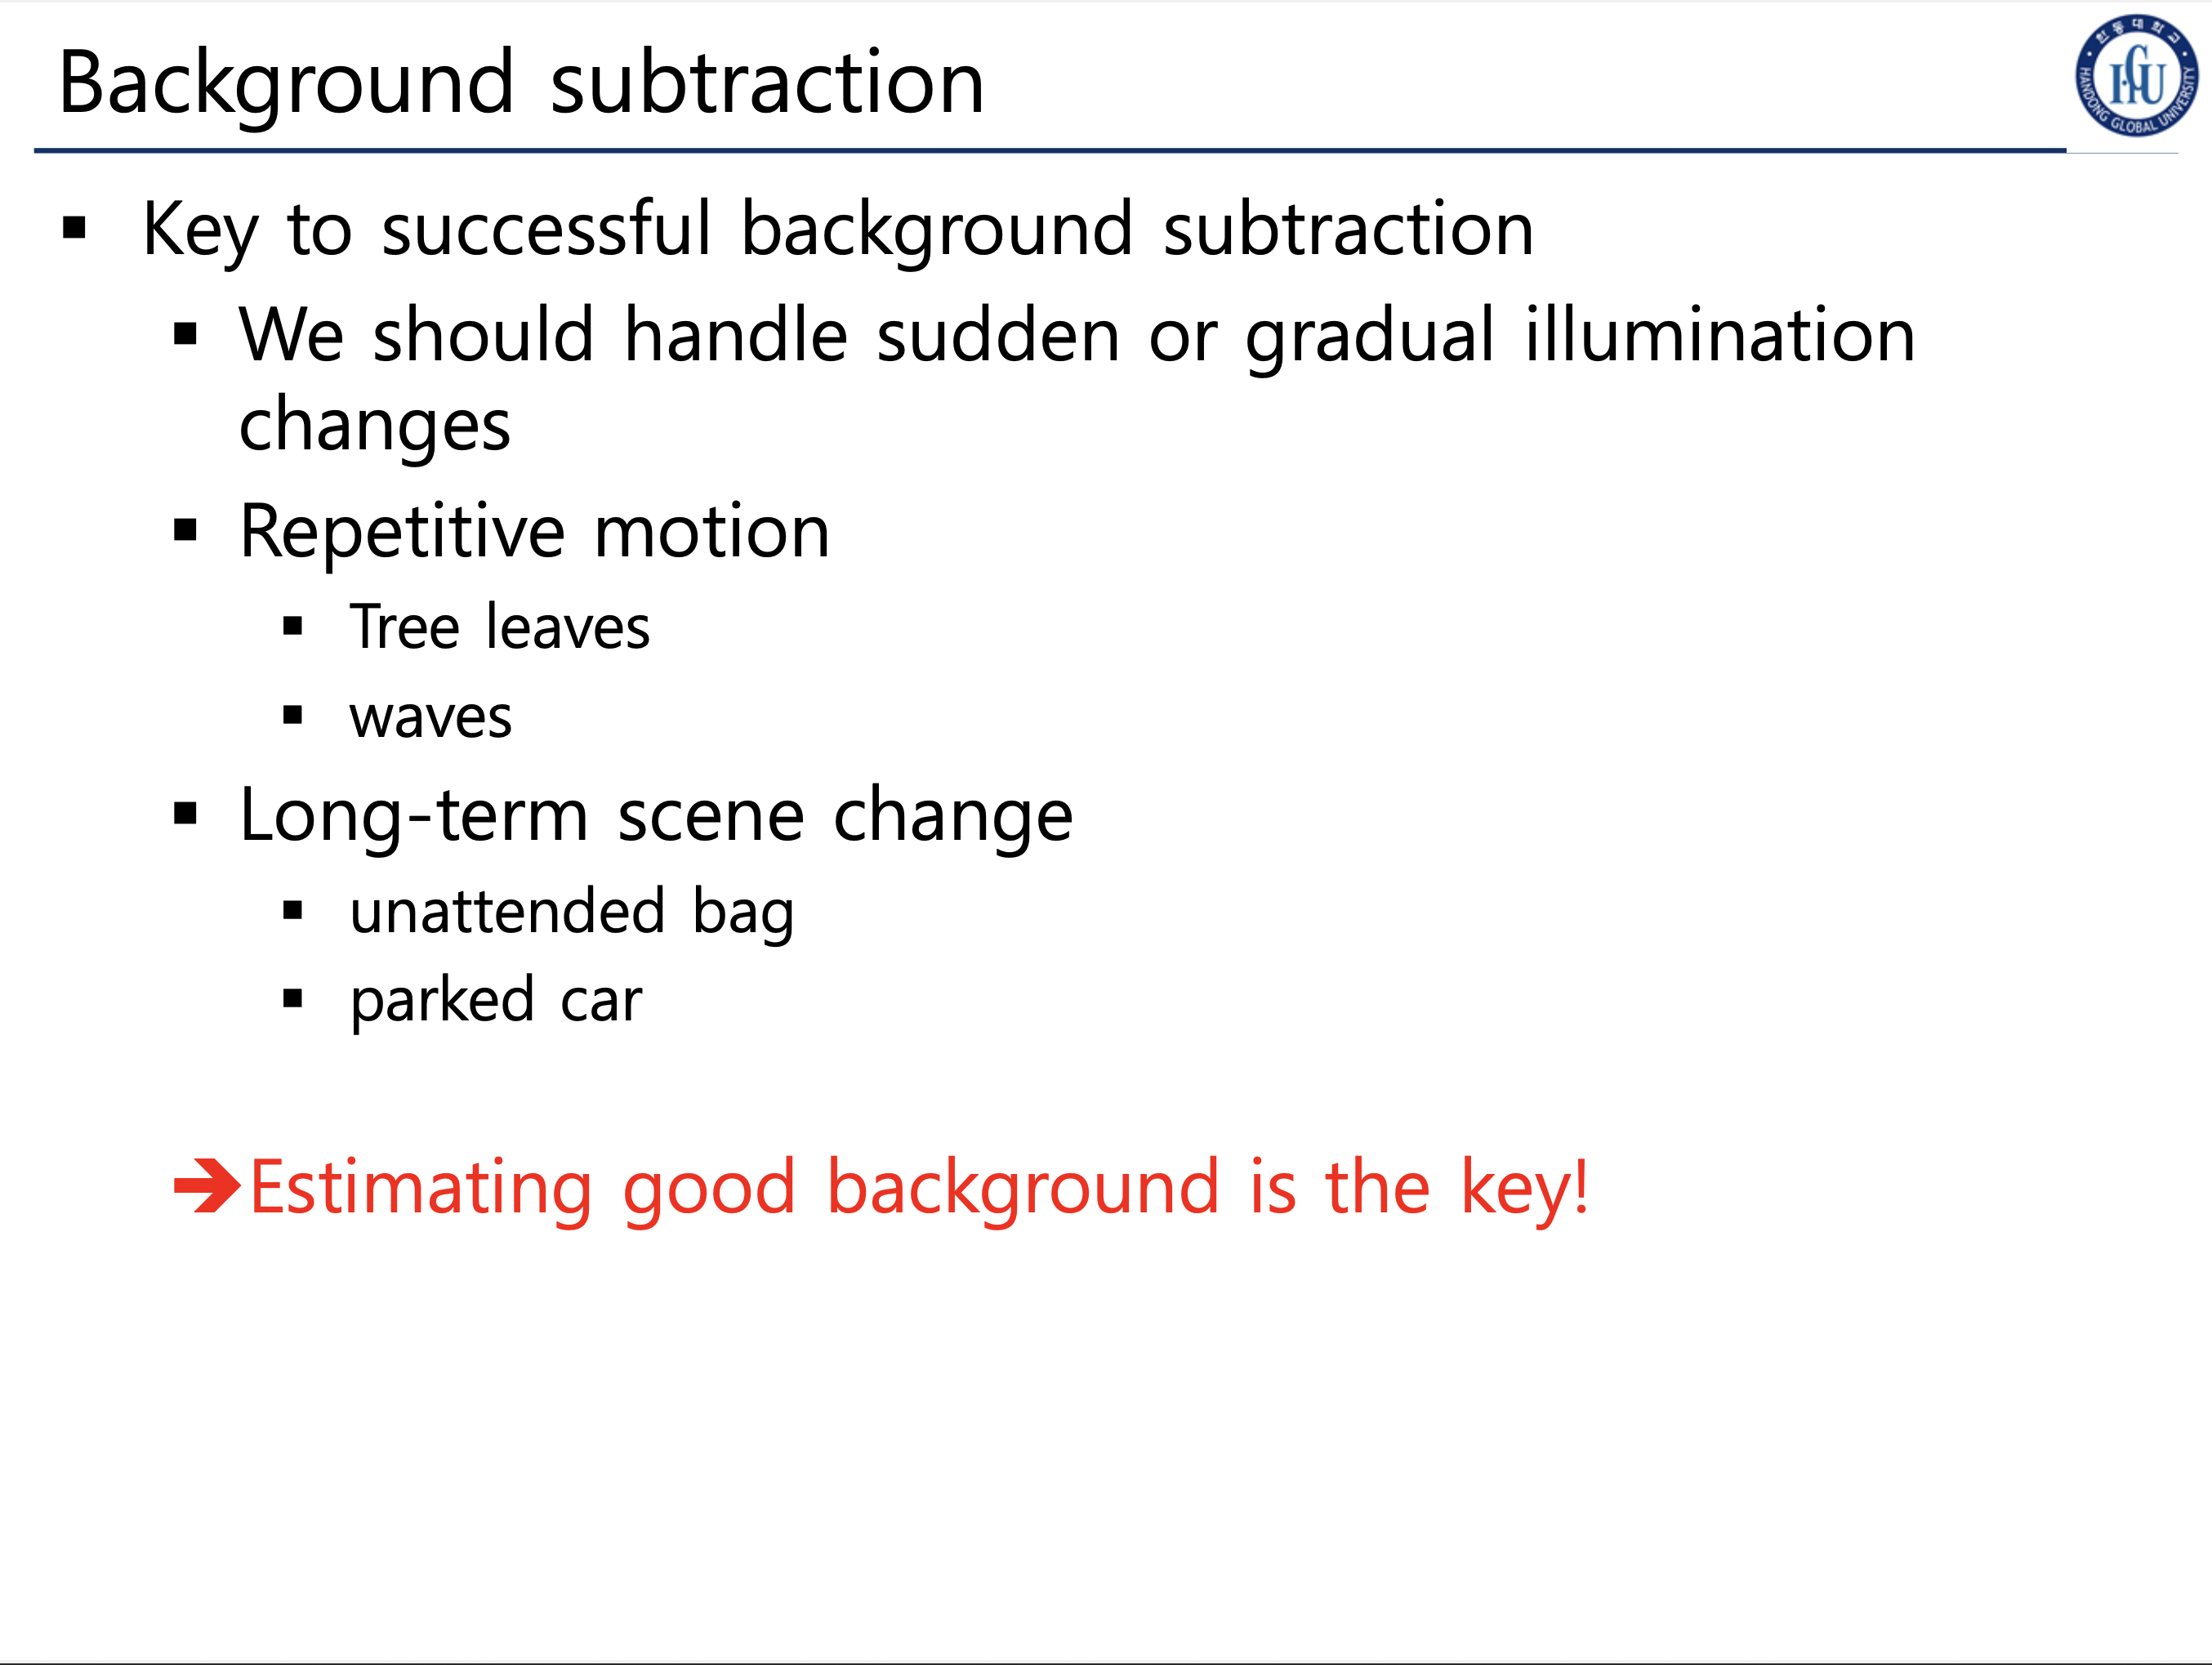 Background subtraction
한동대학교
HANDONG GLOBAL UNIVERSITY
HGU
▪ Key to successful background subtraction
▪ We should handle sudden or gradual illumination
changes
▪ Repetitive motion
▪ Tree leaves
▪ waves
▪ Long-term scene change
▪ unattended bag
▪ parked car
➔Estimating good background is the key!